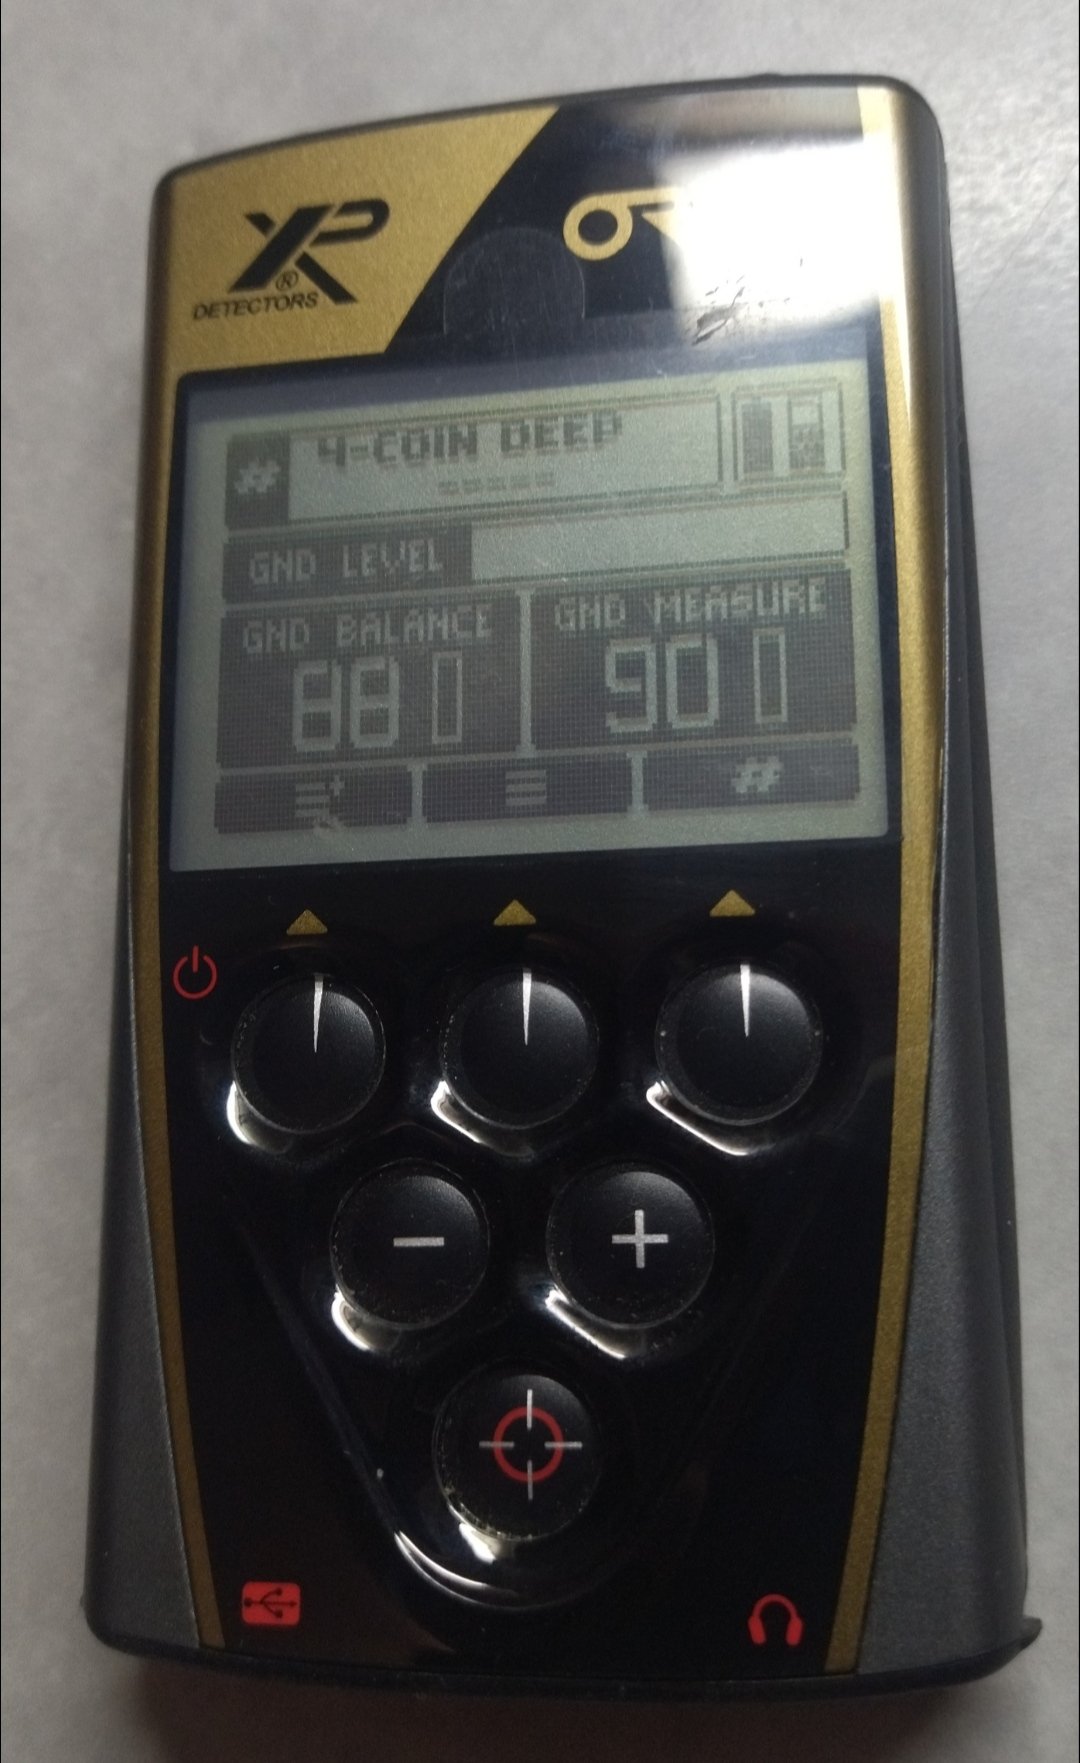 XP
®
DETECTORS
# 4-COIN DEEP
GND LEVEL
GND BALANCE GND MEASURE
88 90
#
- +